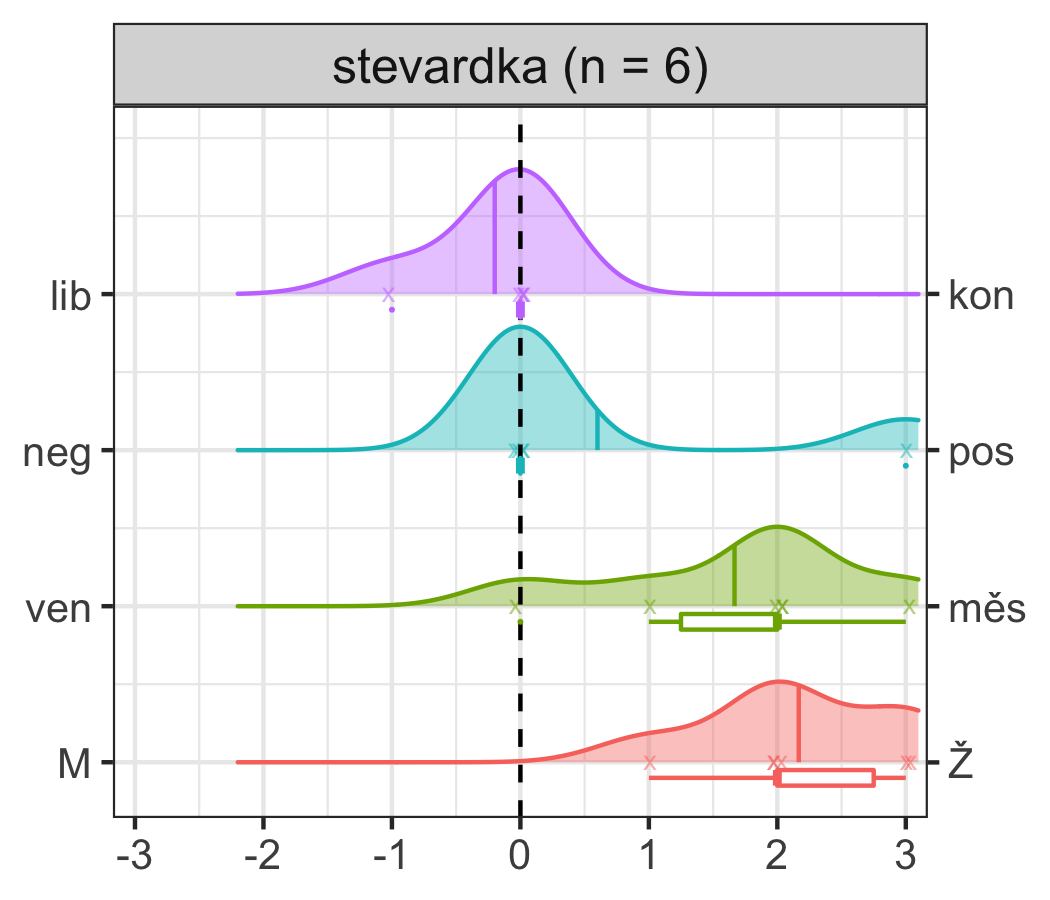 stevardka (n = 6)
lib kon
neg pos
ven měs
M Ž
-3 -2 -1 0 1 2 3